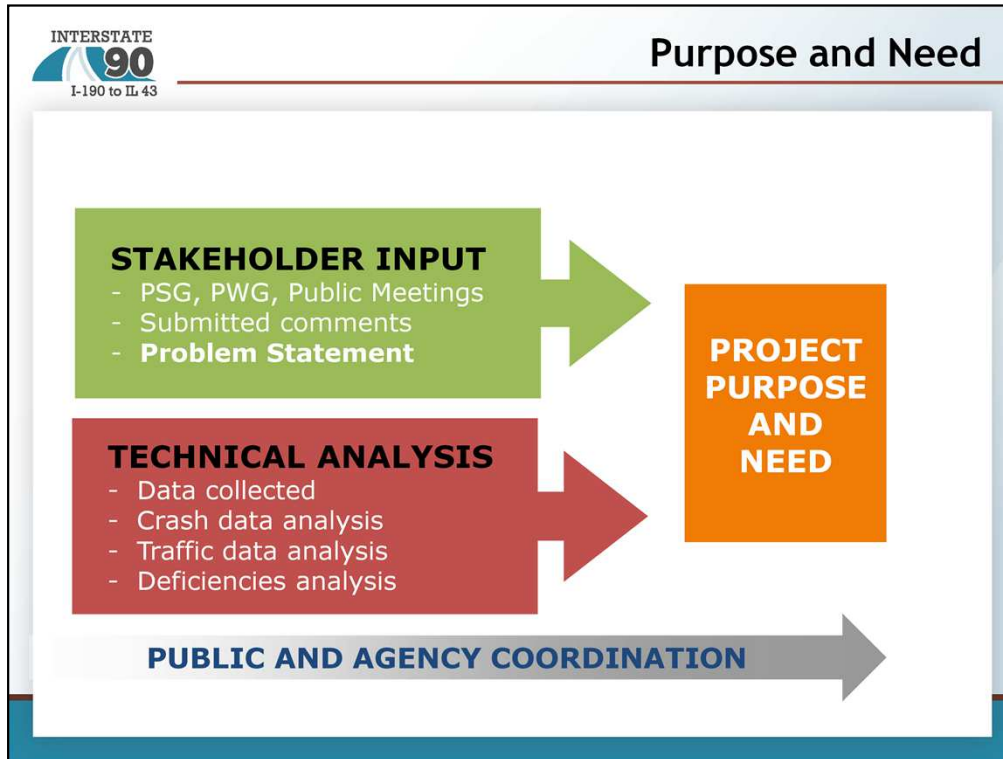 INTERSTATE
90
I-190 to IL 43
Purpose and Need
STAKEHOLDER INPUT
- PSG, PWG, Public Meetings
- Submitted comments
- Problem Statement
TECHNICAL ANALYSIS
- Data collected
- Crash data analysis
- Traffic data analysis
- Deficiencies analysis
PROJECT
PURPOSE
AND
NEED
PUBLIC AND AGENCY COORDINATION